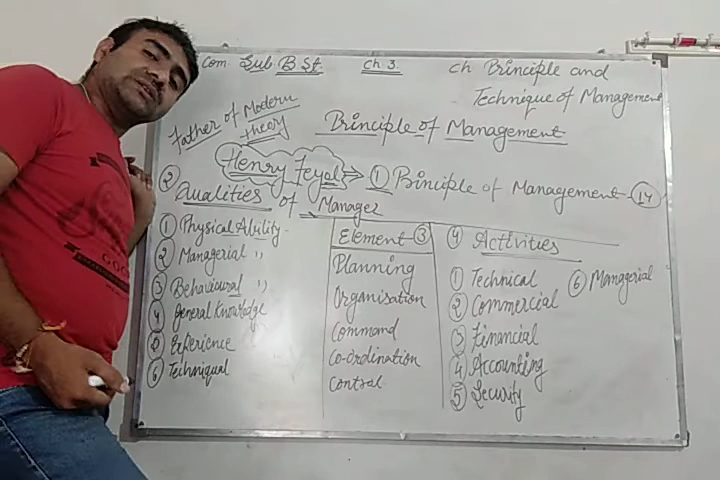 Com. Sub. B St. ch 3. ch Principle and
Technique of Management
Father of Modern
theory
Principle of Management
Henry Feyol → ① Principle of Management - 14
② Qualities of Manager
① Physical Ability
② Managerial ,,
③ Behavioural ,,
④ General Knowledge
⑤ Experience
⑥ Techniqual
Element ③
Planning
Organisation
Command
Co-ordination
Control
④ Activities
① Technical
② Commercial
③ Financial
④ Accounting
⑤ Security
⑥ Managerial